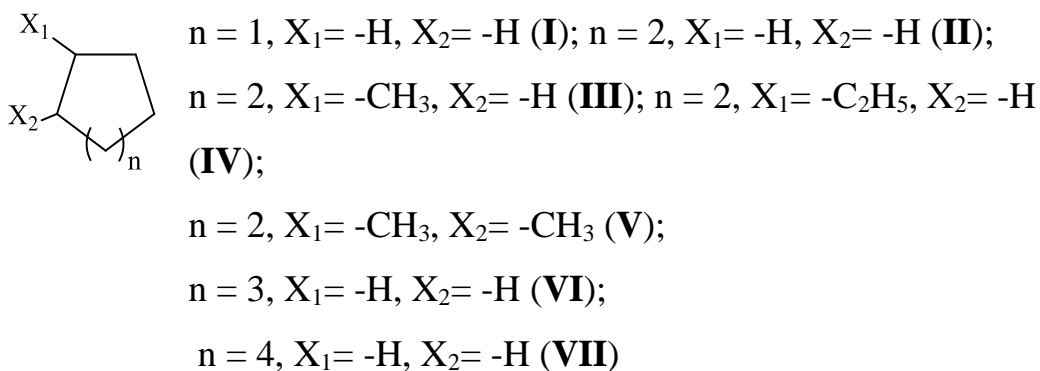 X₁
X₂
n
n = 1, X₁= -H, X₂= -H (I); n = 2, X₁= -H, X₂= -H (II);
n = 2, X₁= -CH₃, X₂= -H (III); n = 2, X₁= -C₂H₅, X₂= -H
(IV);
n = 2, X₁= -CH₃, X₂= -CH₃ (V);
n = 3, X₁= -H, X₂= -H (VI);
n = 4, X₁= -H, X₂= -H (VII)